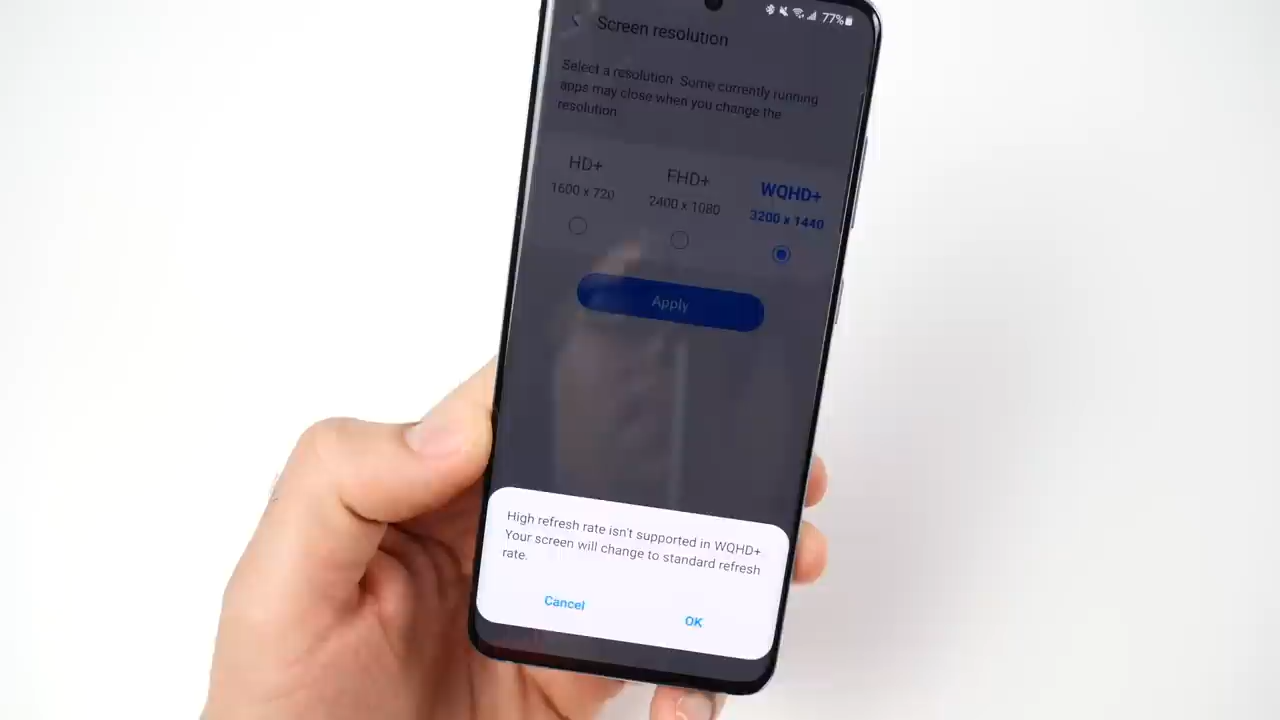 77%
Screen resolution
Select a resolution. Some currently running
apps may close when you change the
resolution.
HD+
FHD+
WQHD+
1600 x 720
2400 x 1080
3200 x 1440
Apply
High refresh rate isn't supported in WQHD+
Your screen will change to standard refresh
rate.
Cancel
OK